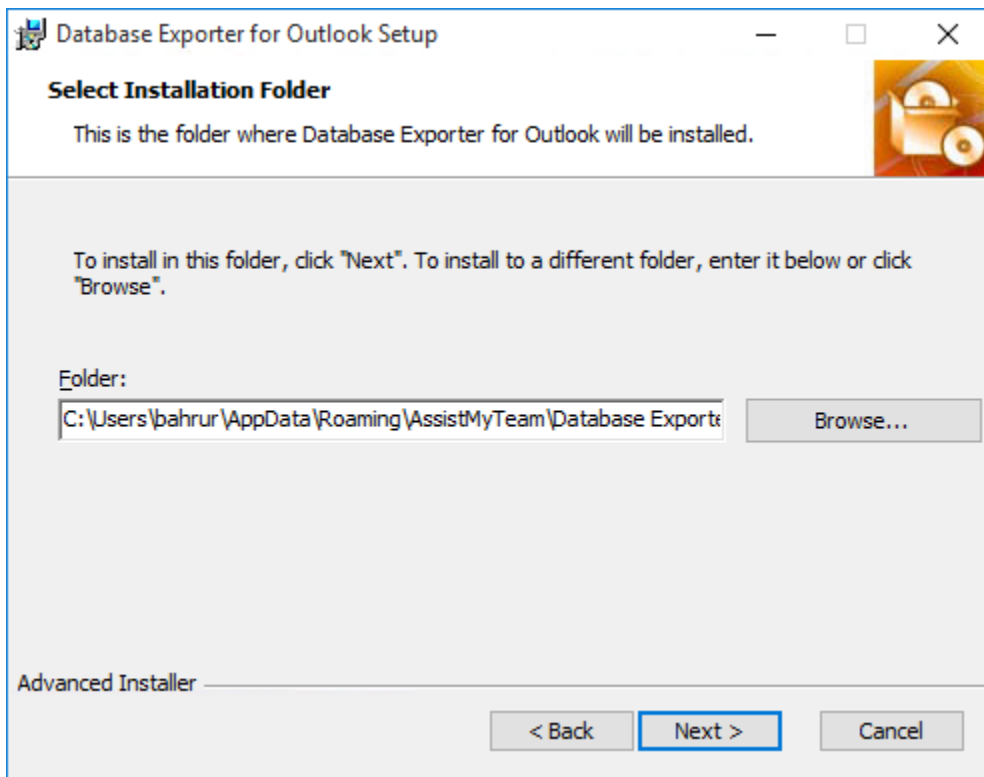 Database Exporter for Outlook Setup
Select Installation Folder
This is the folder where Database Exporter for Outlook will be installed.
To install in this folder, click "Next". To install to a different folder, enter it below or click
"Browse".
Folder:
C:\Users\bahrur\AppData\Roaming\AssistMyTeam\Database Exporte
Browse...
Advanced Installer
< Back
Next >
Cancel